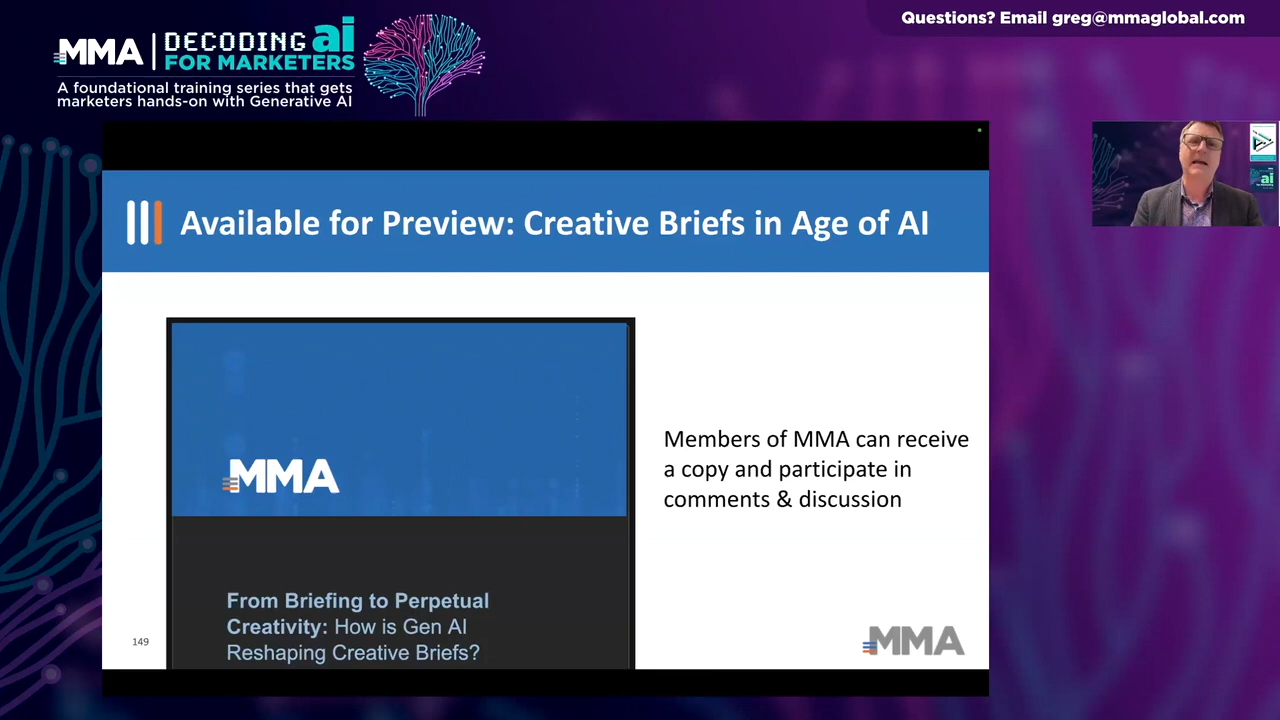 Questions? Email greg@mmaglobal.com
MMA
DECODING ai
FOR MARKETERS
A foundational training series that gets
marketers hands-on with Generative AI
Available for Preview: Creative Briefs in Age of AI
MMA
From Briefing to Perpetual
Creativity: How is Gen AI
Reshaping Creative Briefs?
Members of MMA can receive
a copy and participate in
comments & discussion
149
MMA
ai